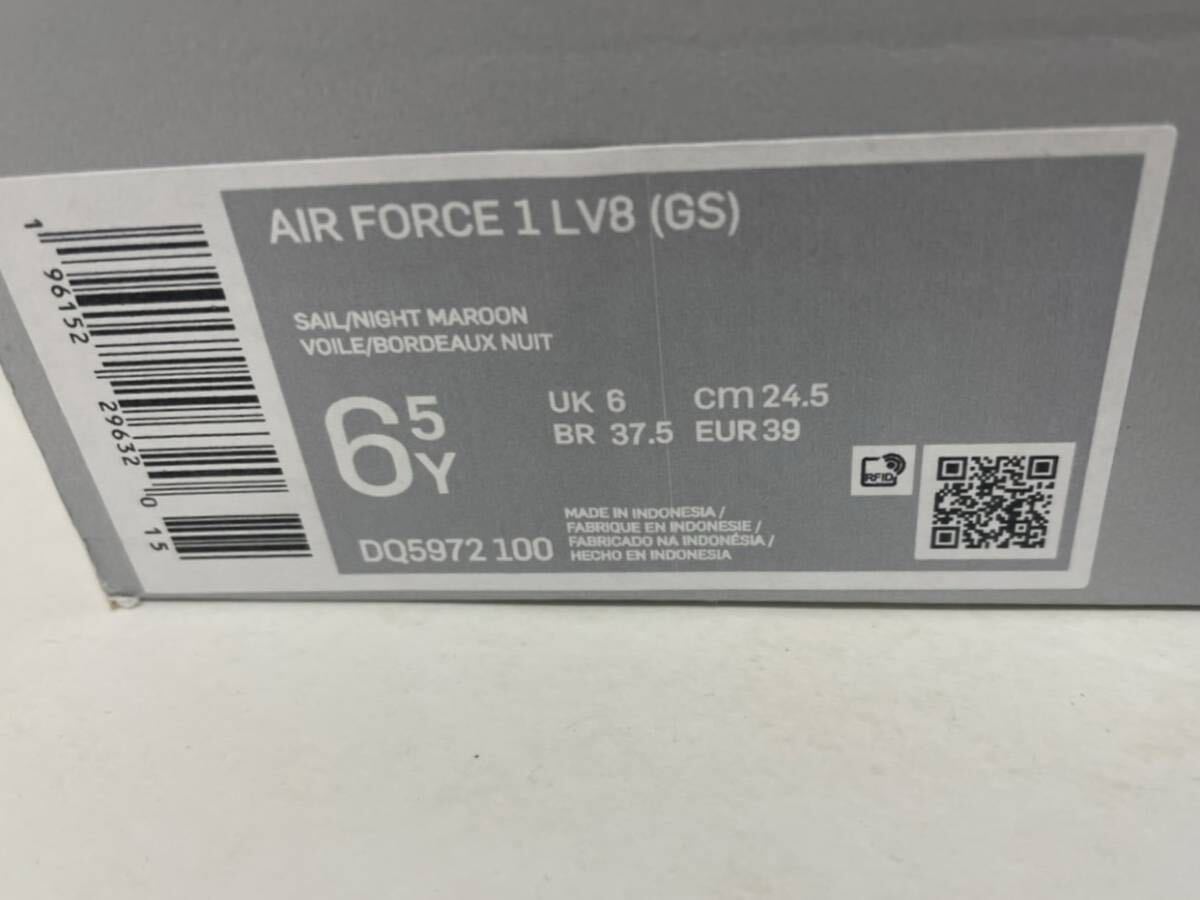 AIR FORCE 1 LV8 (GS)
SAIL/NIGHT MAROON
VOILE/BORDEAUX NUIT
6 5 Y
UK 6 cm 24.5
BR 37.5 EUR 39
DQ5972 100
MADE IN INDONESIA /
FABRIQUE EN INDONESIE /
FABRICADO NA INDONÉSIA /
HECHO EN INDONESIA
RFID
1 96152 29632 0 15